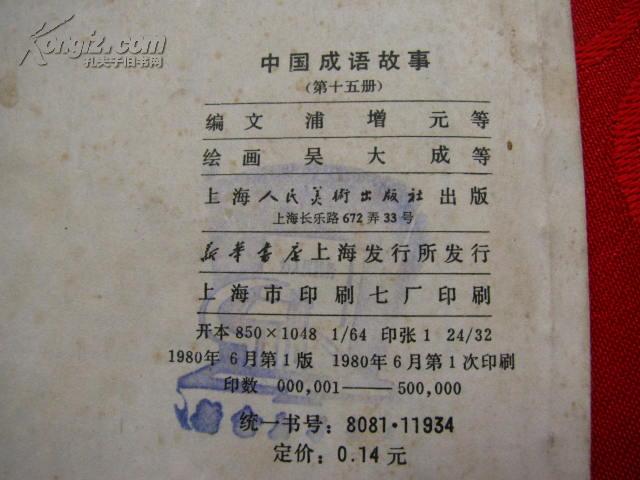 Kongfz.com
孔夫子旧书网
中国成语故事
(第十五册)
编文 浦增元等
绘画 吴大成等
上海人民美術出版社出版
上海长乐路672弄33号
新华书店上海发行所发行
上海市印刷七厂印刷
开本850×1048 1/64 印张1 24/32
1980年6月第1版 1980年6月第1次印刷
印数 000,001——500,000
统一书号：8081·11934
定价：0.14元